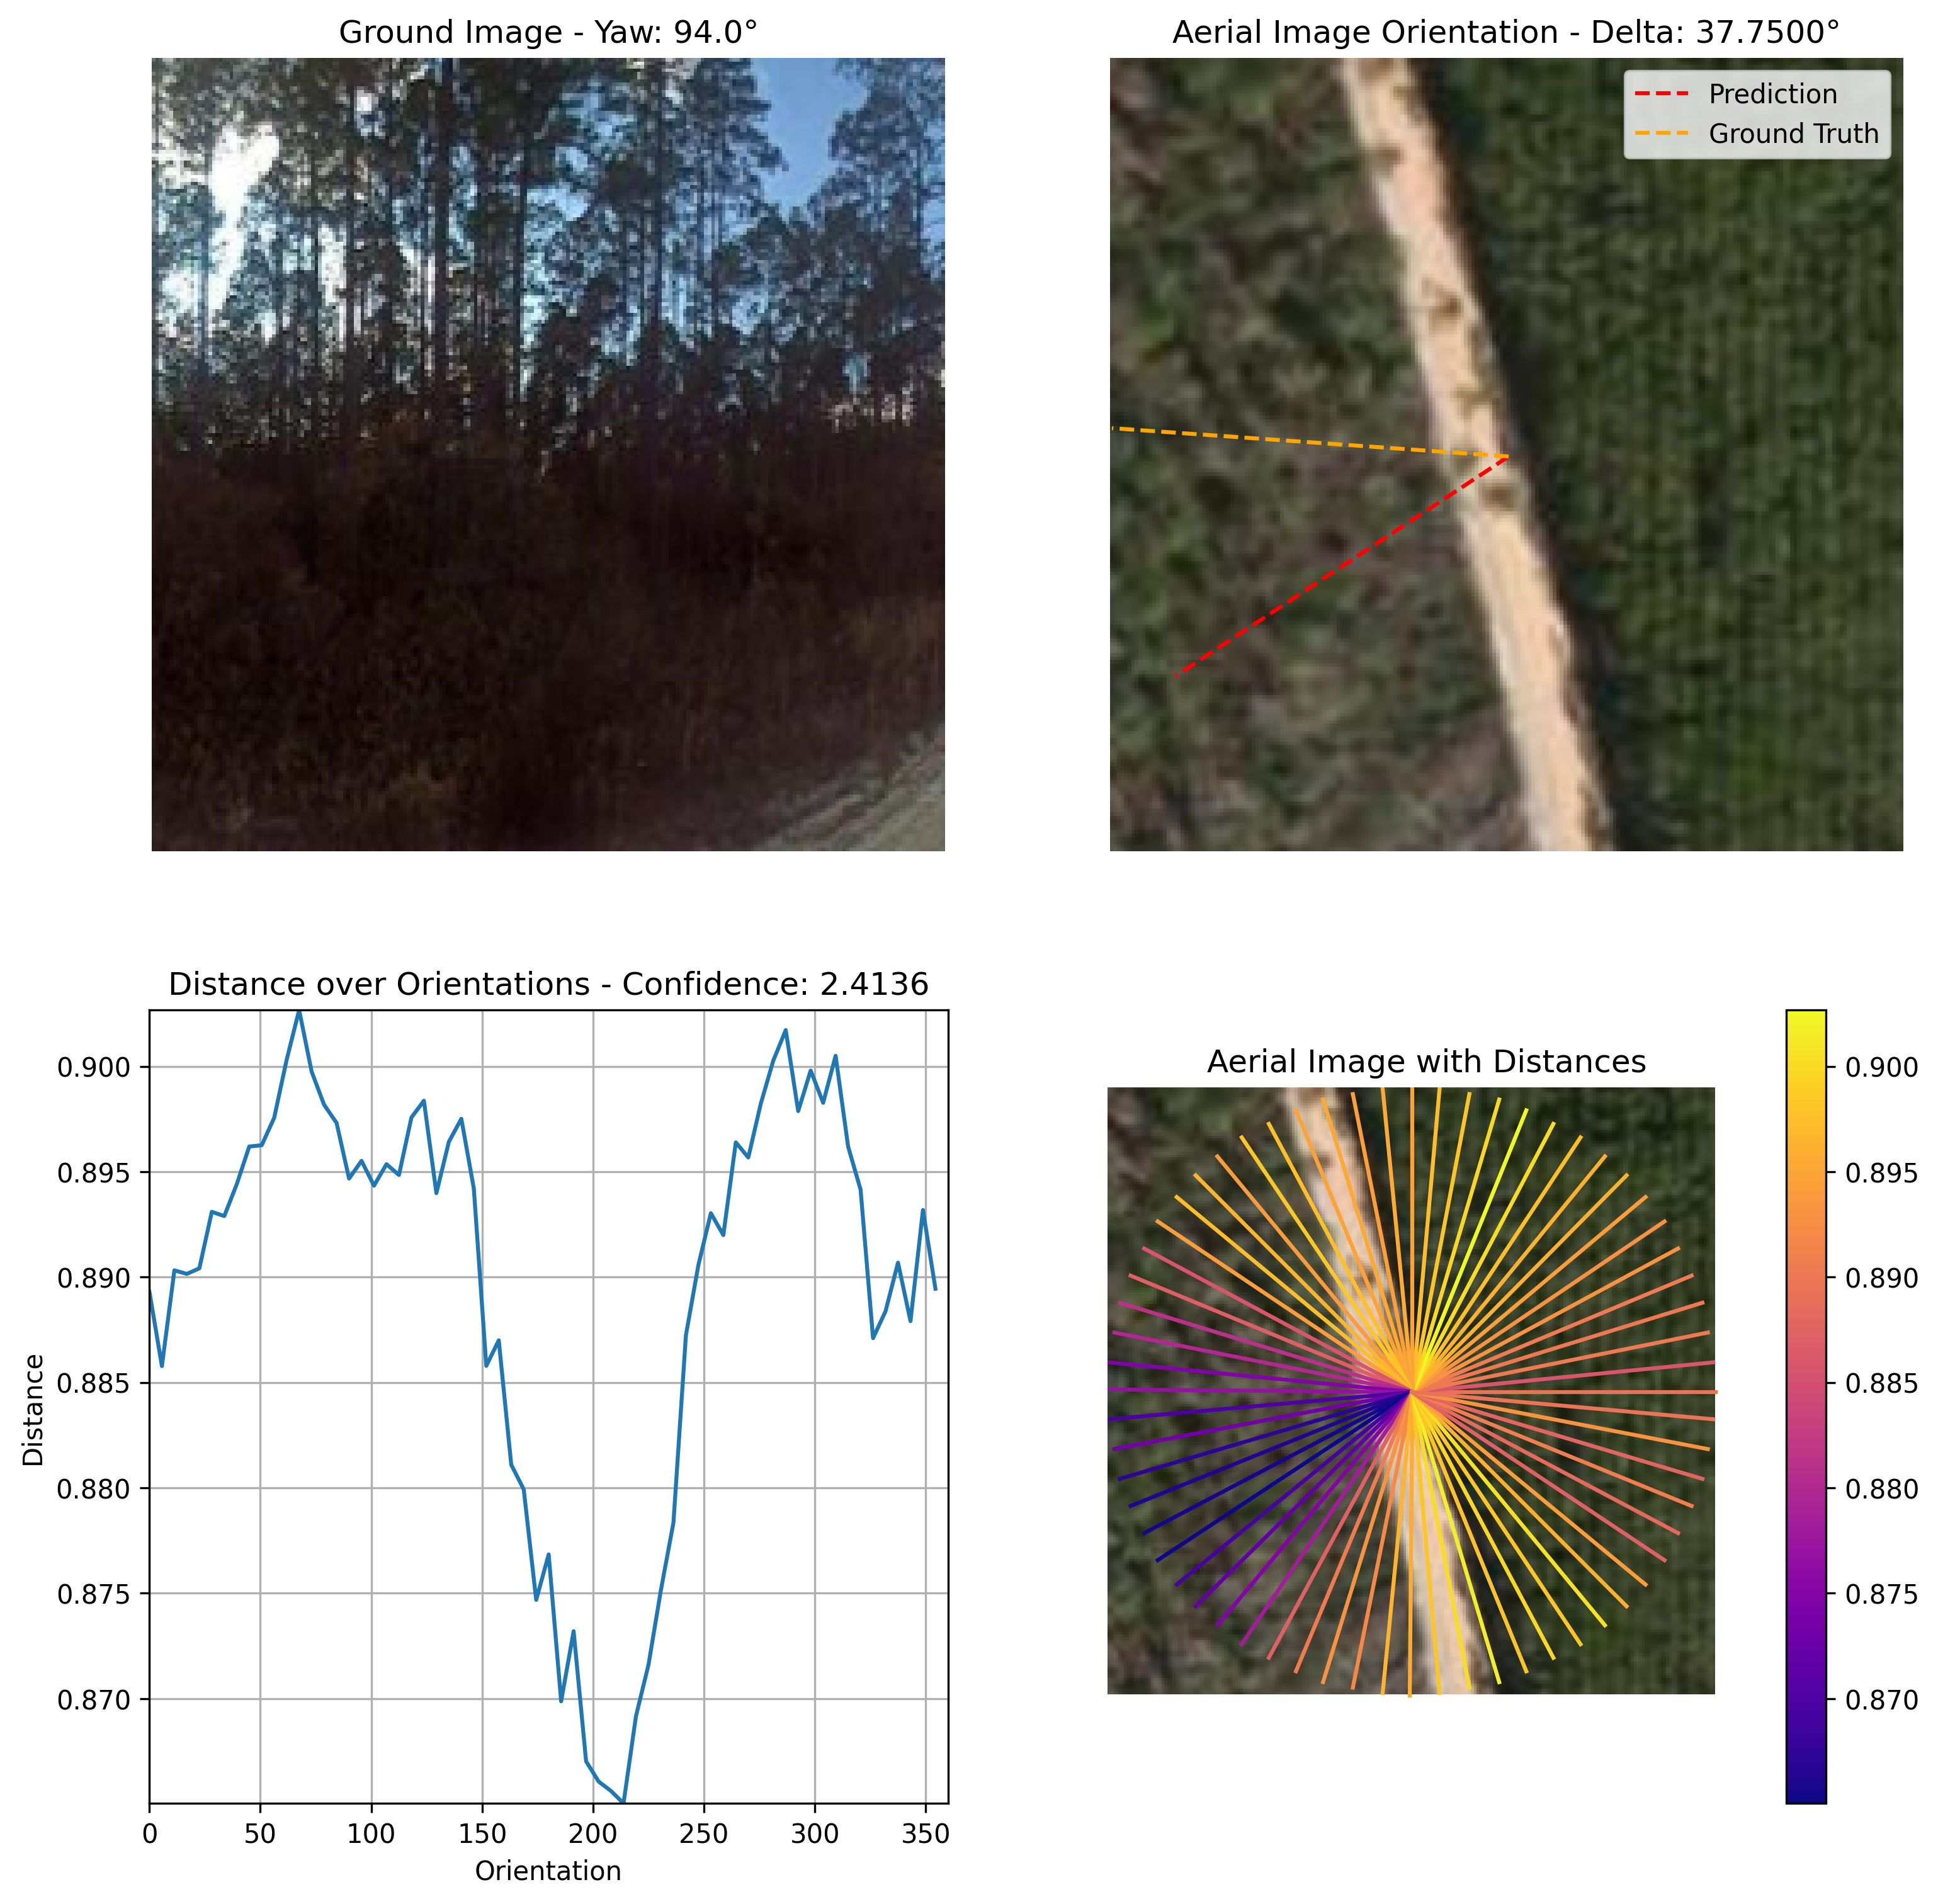 Ground Image - Yaw: 94.0°
Aerial Image Orientation - Delta: 37.7500°
Prediction
Ground Truth
Distance over Orientations - Confidence: 2.4136
0.900
0.895
0.890
0.885
0.880
0.875
0.870
Distance
0
50
100
150
200
250
300
350
Orientation
Aerial Image with Distances
0.900
0.895
0.890
0.885
0.880
0.875
0.870